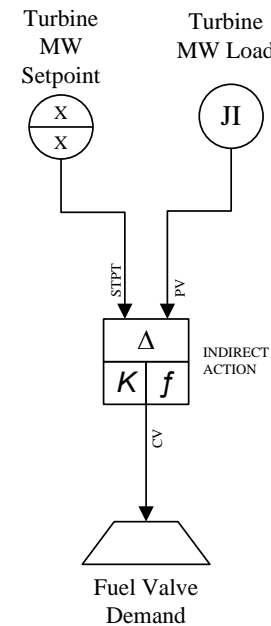 Turbine
MW
Setpoint
Turbine
MW Load
X
X
JI
STPT
PV
Δ
INDIRECT
ACTION
K f
CV
Fuel Valve
Demand